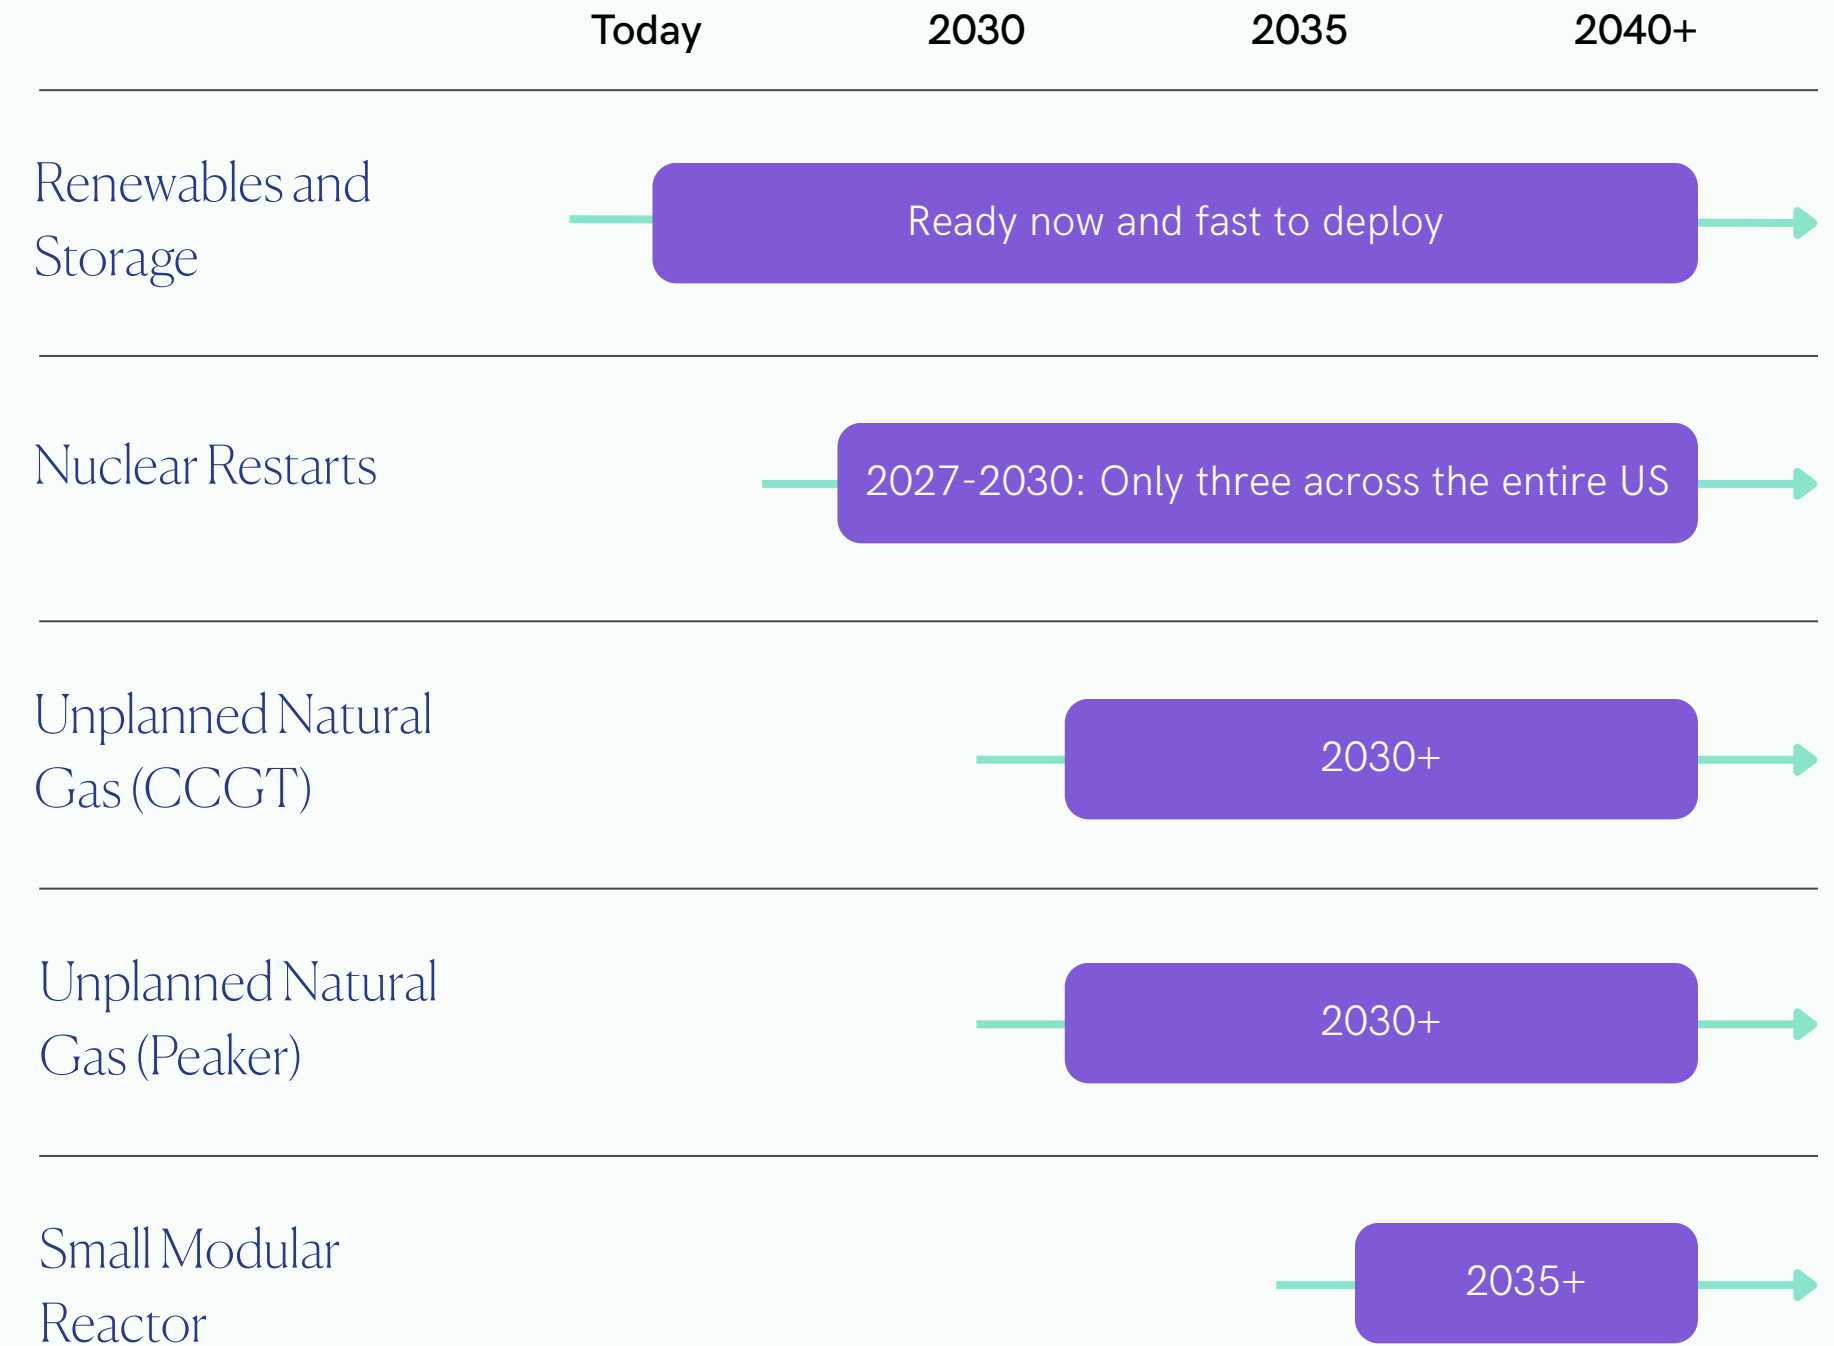 Today 2030 2035 2040+
Renewables and
Storage
Ready now and fast to deploy
Nuclear Restarts
2027-2030: Only three across the entire US
Unplanned Natural
Gas (CCGT)
2030+
Unplanned Natural
Gas (Peaker)
2030+
Small Modular
Reactor
2035+